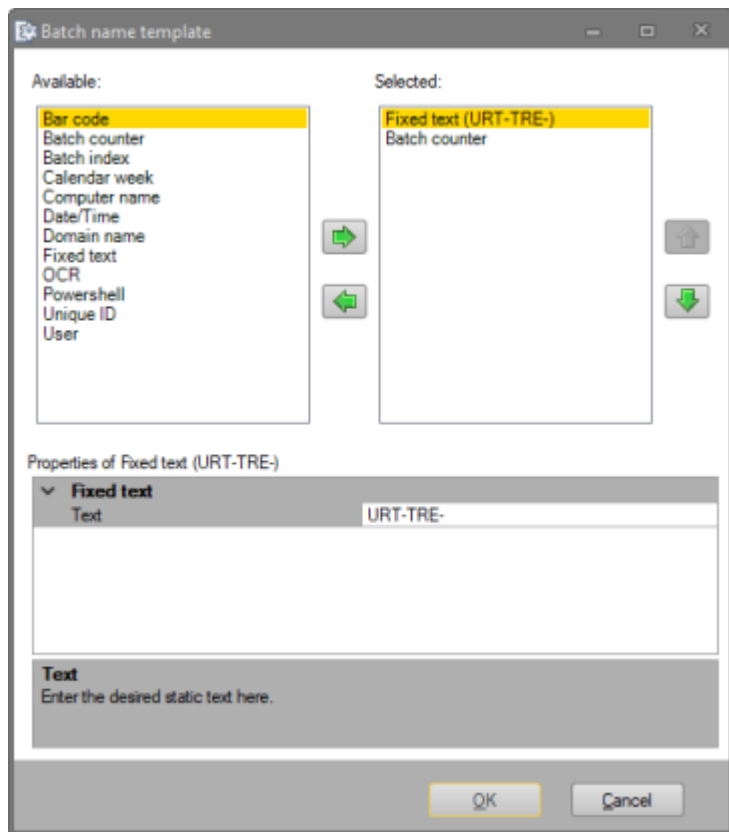 Batch name template
Available:
Selected:
Bar code
Batch counter
Batch index
Calendar week
Computer name
Date/Time
Domain name
Fixed text
OCR
Powershell
Unique ID
User
Fixed text (URT-TRE-)
Batch counter
Properties of Fixed text (URT-TRE-)
Fixed text
Text URT-TRE-
Text
Enter the desired static text here.
OK
Cancel